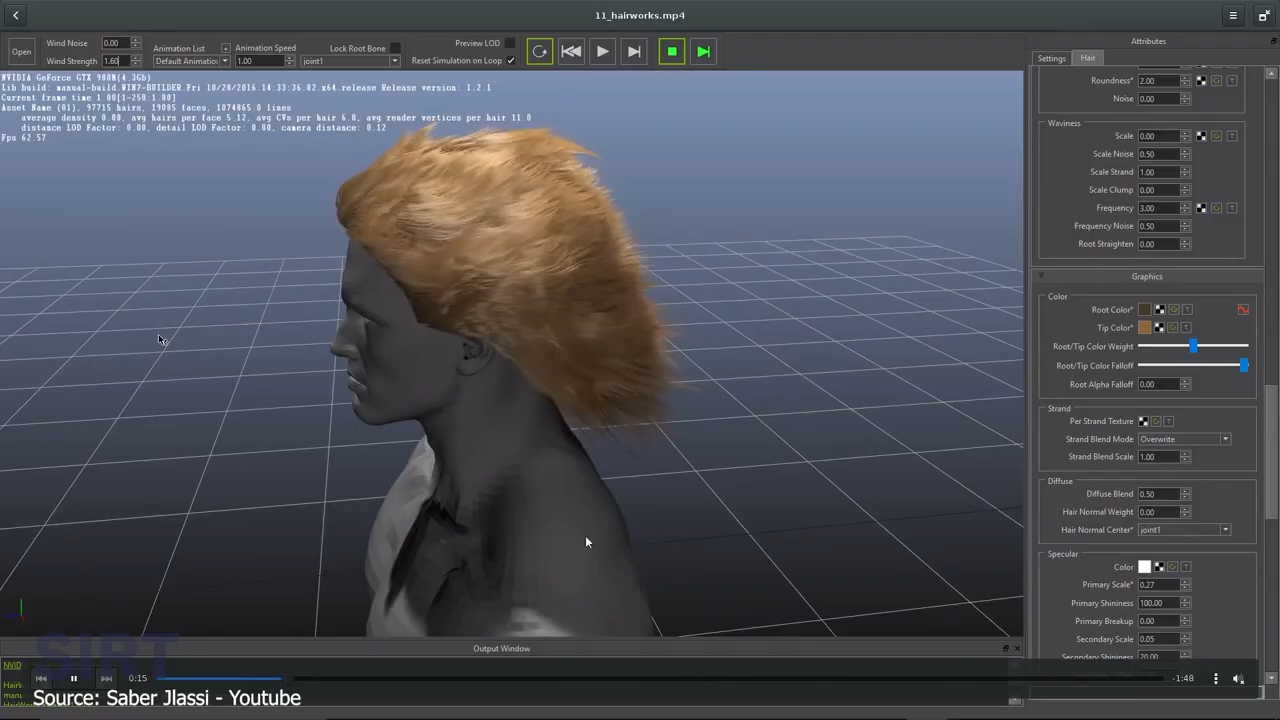 11_hairworks.mp4
Open
Wind Noise 0.00
Wind Strength 1.60
Animation List
Default Animatio
Animation Speed
1.00
Lock Root Bone
joint1
Preview LOD
Reset Simulation on Loop
NVIDIA GeForce GTX 980M(4.3Gb)
Lib build: manual-build.WIN7-BUILDER.Fri 10/28/2016.14:33:36.82 x64.release Release version: 1.2.1
Current frame time 1.00[1-250:1.00]
Asset Name (01), 97715 hairs, 19085 faces, 1074865.0 lines
average density 0.00, avg hairs per face 5.12, avg CVs per hair 6.0, avg render vertices per hair 11.0
distance LOD Factor: 0.00, detail LOD Factor: 0.00, camera distance: 0.12
Fps 62.57
Attributes
Settings Hair
Roundness* 2.00
Noise 0.00
Waviness
Scale 0.00
Scale Noise 0.50
Scale Strand 1.00
Scale Clump 0.00
Frequency 3.00
Frequency Noise 0.50
Root Straighten 0.00
Graphics
Color
Root Color*
Tip Color*
Root/Tip Color Weight
Root/Tip Color Falloff
Root Alpha Falloff 0.00
Strand
Per Strand Texture
Strand Blend Mode Overwrite
Strand Blend Scale 1.00
Diffuse
Diffuse Blend 0.50
Hair Normal Weight 0.00
Hair Normal Center* joint1
Specular
Color
Primary Scale* 0.27
Primary Shininess 100.00
Primary Breakup 0.00
Secondary Scale 0.05
Secondary Shininess 20.00
Output Window
SIRT
NVID
0:15
-1:48
HairW
manu
Source: Saber Jlassi - Youtube